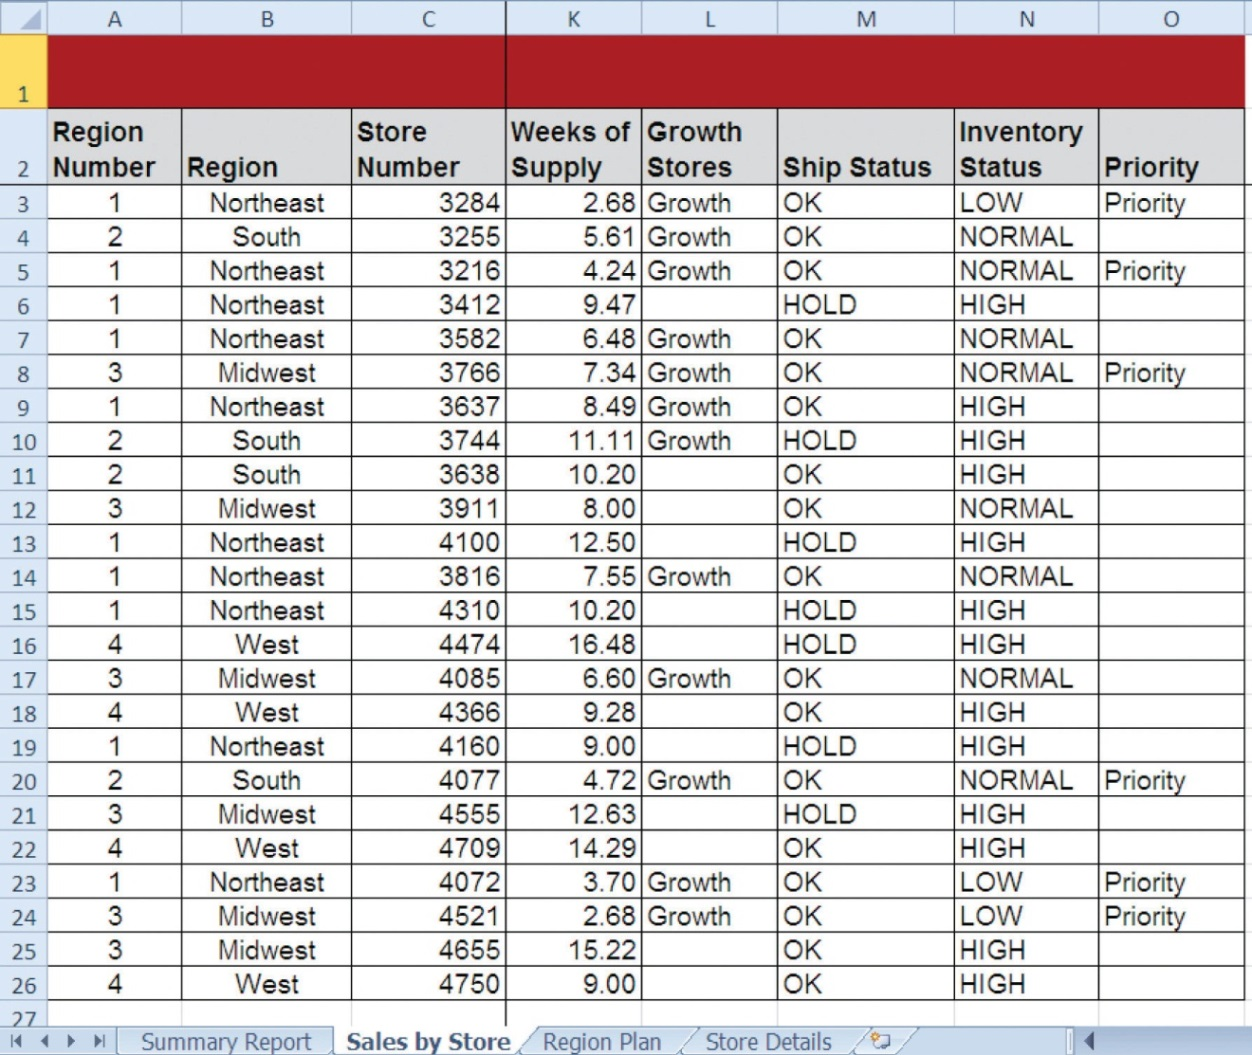 A B C K L M N O
1
2 Region Number Region Store Number Weeks of Supply Growth Stores Ship Status Inventory Status Priority
3 1 Northeast 3284 2.68 Growth OK LOW Priority
4 2 South 3255 5.61 Growth OK NORMAL
5 1 Northeast 3216 4.24 Growth OK NORMAL Priority
6 1 Northeast 3412 9.47 HOLD HIGH
7 1 Northeast 3582 6.48 Growth OK NORMAL
8 3 Midwest 3766 7.34 Growth OK NORMAL Priority
9 1 Northeast 3637 8.49 Growth OK HIGH
10 2 South 3744 11.11 Growth HOLD HIGH
11 2 South 3638 10.20 OK HIGH
12 3 Midwest 3911 8.00 OK NORMAL
13 1 Northeast 4100 12.50 HOLD HIGH
14 1 Northeast 3816 7.55 Growth OK NORMAL
15 1 Northeast 4310 10.20 HOLD HIGH
16 4 West 4474 16.48 HOLD HIGH
17 3 Midwest 4085 6.60 Growth OK NORMAL
18 4 West 4366 9.28 OK HIGH
19 1 Northeast 4160 9.00 HOLD HIGH
20 2 South 4077 4.72 Growth OK NORMAL Priority
21 3 Midwest 4555 12.63 HOLD HIGH
22 4 West 4709 14.29 OK HIGH
23 1 Northeast 4072 3.70 Growth OK LOW Priority
24 3 Midwest 4521 2.68 Growth OK LOW Priority
25 3 Midwest 4655 15.22 OK HIGH
26 4 West 4750 9.00 OK HIGH
27
Summary Report Sales by Store Region Plan Store Details